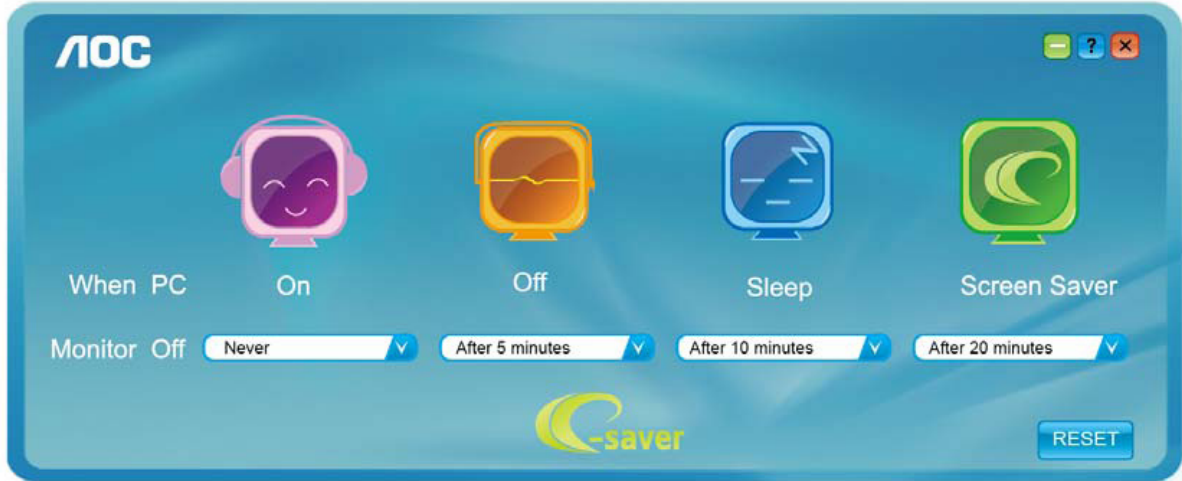 AOC
?
Z
When PC On Off Sleep Screen Saver
Monitor Off Never After 5 minutes After 10 minutes After 20 minutes
e-saver
RESET